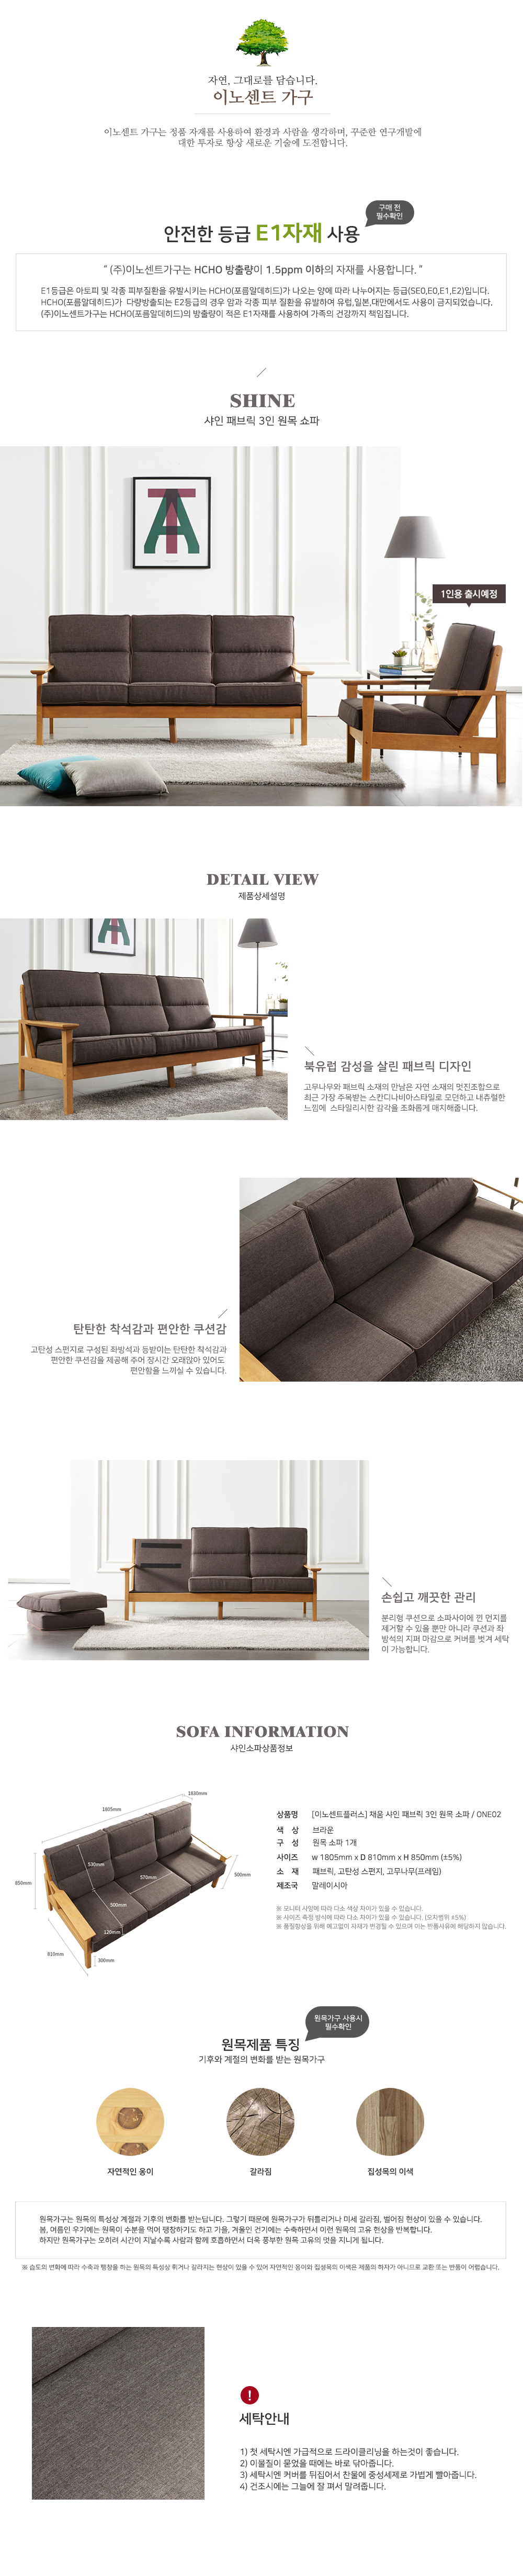 자연, 그대로를 담습니다.
이노센트 가구
이노센트 가구는 정품 자재를 사용하여 환경과 사람을 생각하며, 꾸준한 연구개발에
대한 투자로 항상 새로운 기술에 도전합니다.
구매 전
필수확인
안전한 등급 E1자재 사용
" (주)이노센트가구는 HCHO 방출량이 1.5ppm 이하의 자재를 사용합니다. "
E1등급은 아토피 및 각종 피부질환을 유발시키는 HCHO(포름알데히드)가 나오는 양에 따라 나누어지는 등급(SE0,E0,E1,E2)입니다.
HCHO(포름알데히드)가 다량방출되는 E2등급의 경우 암과 각종 피부 질환을 유발하여 유럽,일본,대만에서도 사용이 금지되었습니다.
(주)이노센트가구는 HCHO(포름알데히드)의 방출량이 적은 E1자재를 사용하여 가족의 건강까지 책임집니다.
SHINE
샤인 패브릭 3인 원목 쇼파
1인용 출시예정
DETAIL VIEW
제품상세설명
북유럽 감성을 살린 패브릭 디자인
고무나무와 패브릭 소재의 만남은 자연 소재의 멋진조합으로
최근 가장 주목받는 스칸디나비아스타일로 모던하고 내츄럴한
느낌에 스타일리시한 감각을 조화롭게 매치해줍니다.
탄탄한 착석감과 편안한 쿠션감
고탄성 스펀지로 구성된 좌방석과 등받이는 탄탄한 착석감과
편안한 쿠션감을 제공해 주어 장시간 오래앉아 있어도
편안함을 느끼실 수 있습니다.
손쉽고 깨끗한 관리
분리형 쿠션으로 소파사이에 낀 먼지를
제거할 수 있을 뿐만 아니라 쿠션과 좌
방석의 지퍼 마감으로 커버를 벗겨 세탁
이 가능합니다.
SOFA INFORMATION
샤인소파상품정보
1830mm
1805mm
530mm
570mm
500mm
850mm
500mm
120mm
810mm
300mm
상품명 [이노센트플러스] 채움 샤인 패브릭 3인 원목 소파 / ONE02
색 상 브라운
구 성 원목 소파 1개
사이즈 w 1805mm x D 810mm x H 850mm (±5%)
소 재 패브릭, 고탄성 스펀지, 고무나무(프레임)
제조국 말레이시아
※ 모니터 사양에 따라 다소 색상 차이가 있을 수 있습니다.
※ 사이즈 측정 방식에 따라 다소 차이가 있을 수 있습니다. (오차범위 ±5%)
※ 품질향상을 위해 예고없이 자재가 변경될 수 있으며 이는 반품사유에 해당하지 않습니다.
원목가구 사용시
필수확인
원목제품 특징
기후와 계절의 변화를 받는 원목가구
자연적인 옹이
갈라짐
집성목의 이색
원목가구는 원목의 특성상 계절과 기후의 변화를 받는답니다. 그렇기 때문에 원목가구가 뒤틀리거나 미세 갈라짐, 벌어짐 현상이 있을 수 있습니다.
봄, 여름인 우기에는 원목이 수분을 먹어 팽창하기도 하고 가을, 겨울인 건기에는 수축하면서 이런 원목의 고유 현상을 반복합니다.
하지만 원목가구는 오히려 시간이 지날수록 사람과 함께 호흡하면서 더욱 풍부한 원목 고유의 멋을 지니게 됩니다.
※ 습도의 변화에 따라 수축과 팽창을 하는 원목의 특성상 휘거나 갈라지는 현상이 있을 수 있어 자연적인 옹이와 집성목의 이색은 제품의 하자가 아니므로 교환 또는 반품이 어렵습니다.
!
세탁안내
1) 첫 세탁시엔 가급적으로 드라이클리닝을 하는것이 좋습니다.
2) 이물질이 묻었을 때에는 바로 닦아줍니다.
3) 세탁시엔 커버를 뒤집어서 찬물에 중성세제로 가볍게 빨아줍니다.
4) 건조시에는 그늘에 잘 펴서 말려줍니다.